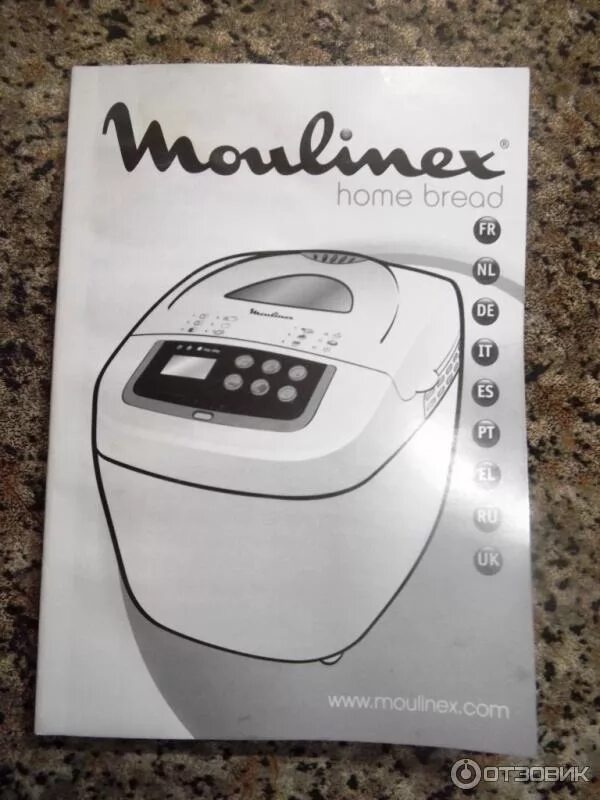 Moulinex®
home bread
FR
NL
DE
IT
ES
PT
EL
RU
UK
Moulinex
www.moulinex.com
ОТЗОВИК